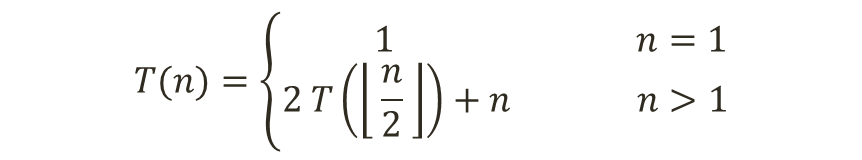 T(n) = { 1 n = 1
2 T(⌊n/2⌋) + n n > 1